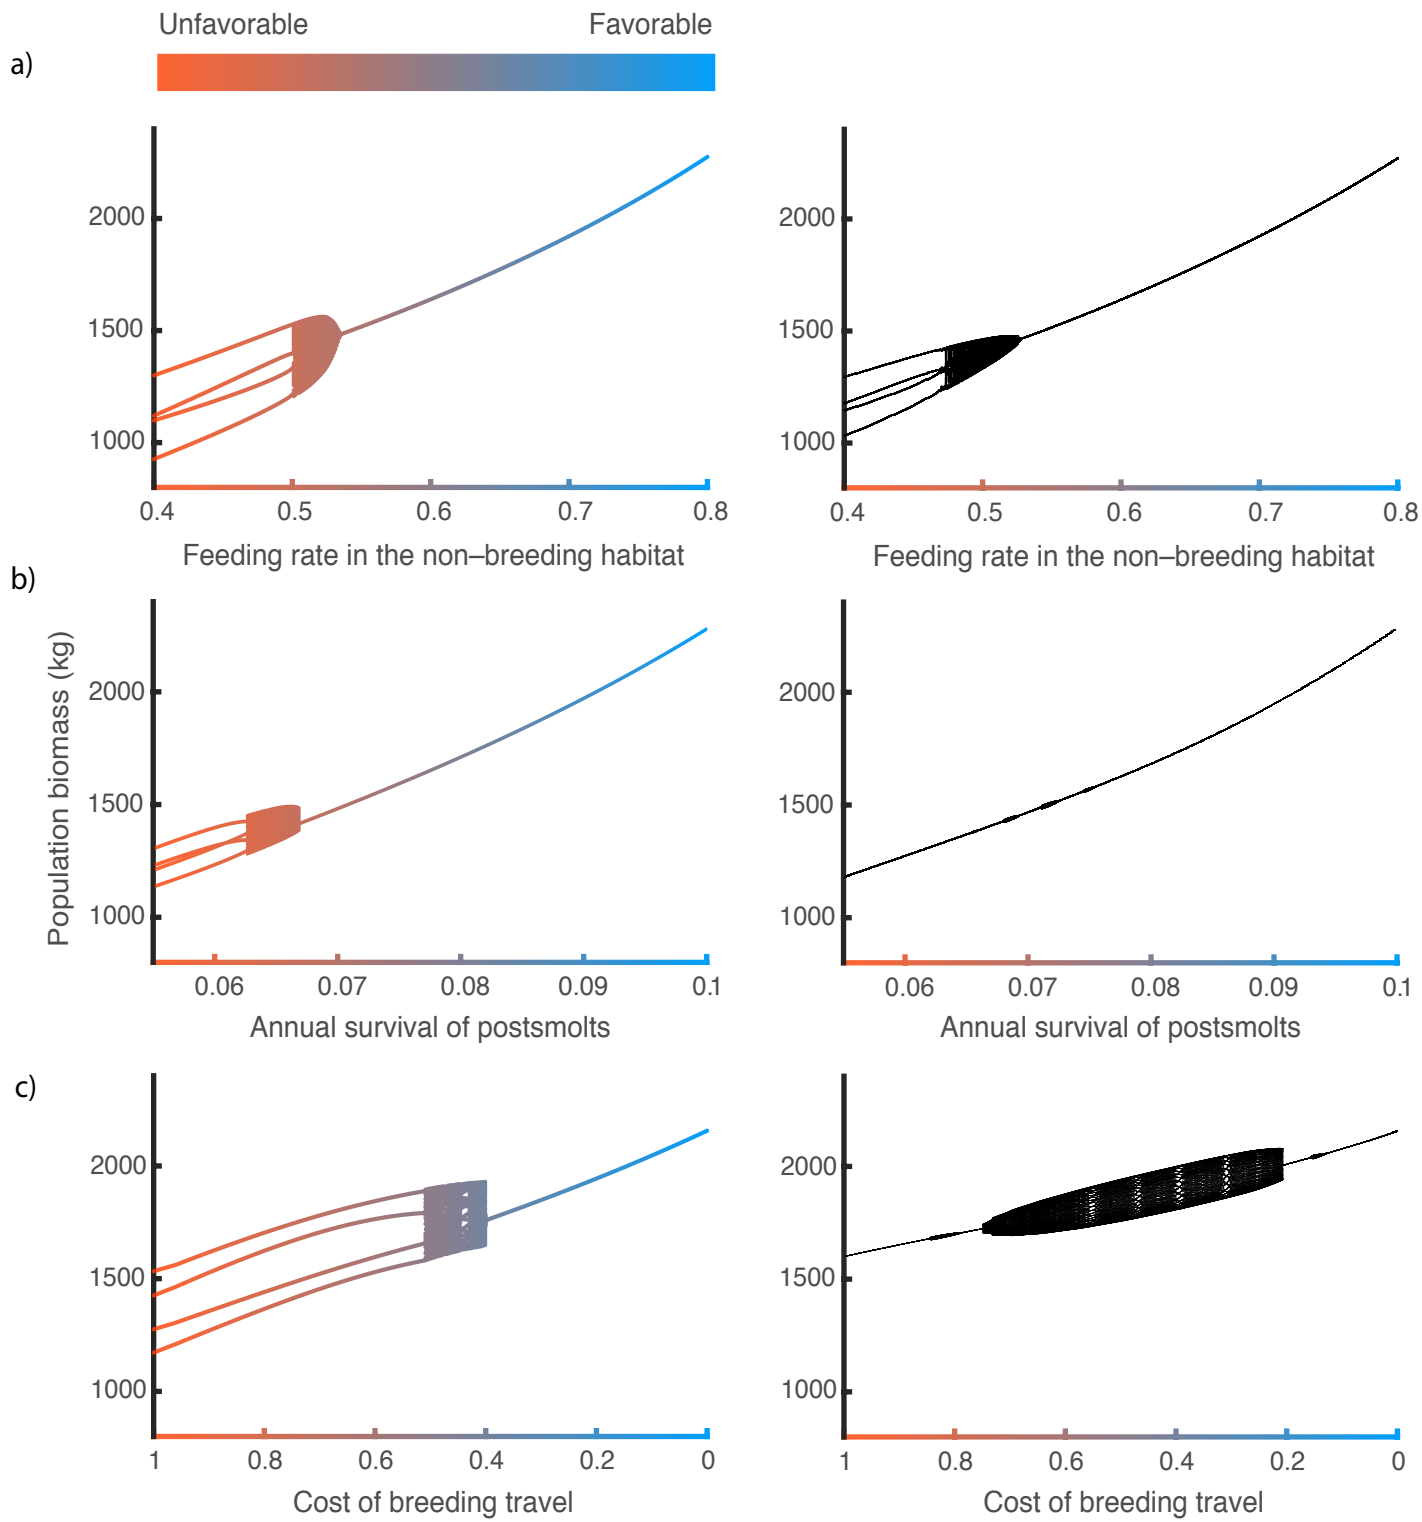 Unfavorable Favorable
a)
2000
1500
1000
0.4 0.5 0.6 0.7 0.8
Feeding rate in the non–breeding habitat
2000
1500
1000
0.4 0.5 0.6 0.7 0.8
Feeding rate in the non–breeding habitat
b)
Population biomass (kg)
2000
1500
1000
0.06 0.07 0.08 0.09 0.1
Annual survival of postsmolts
2000
1500
1000
0.06 0.07 0.08 0.09 0.1
Annual survival of postsmolts
c)
2000
1500
1000
1 0.8 0.6 0.4 0.2 0
Cost of breeding travel
2000
1500
1000
1 0.8 0.6 0.4 0.2 0
Cost of breeding travel